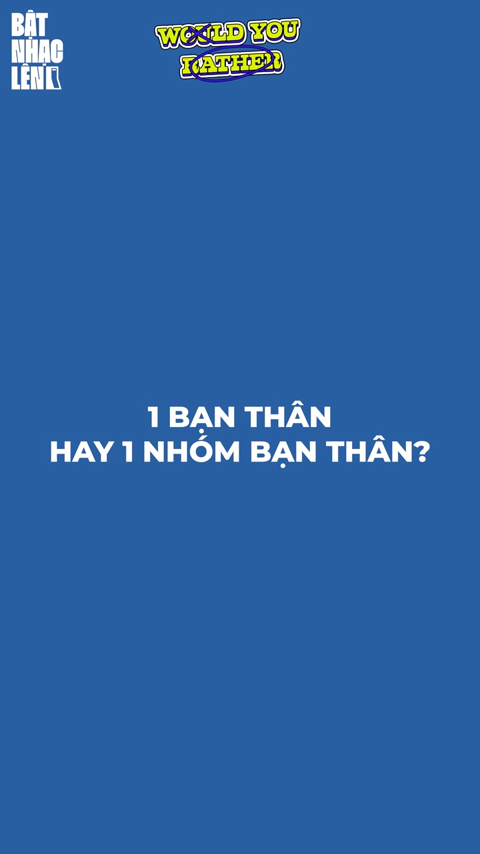 BẬT
NHẠC
LÊN
WOULD YOU
RATHER
1 BẠN THÂN
HAY 1 NHÓM BẠN THÂN?